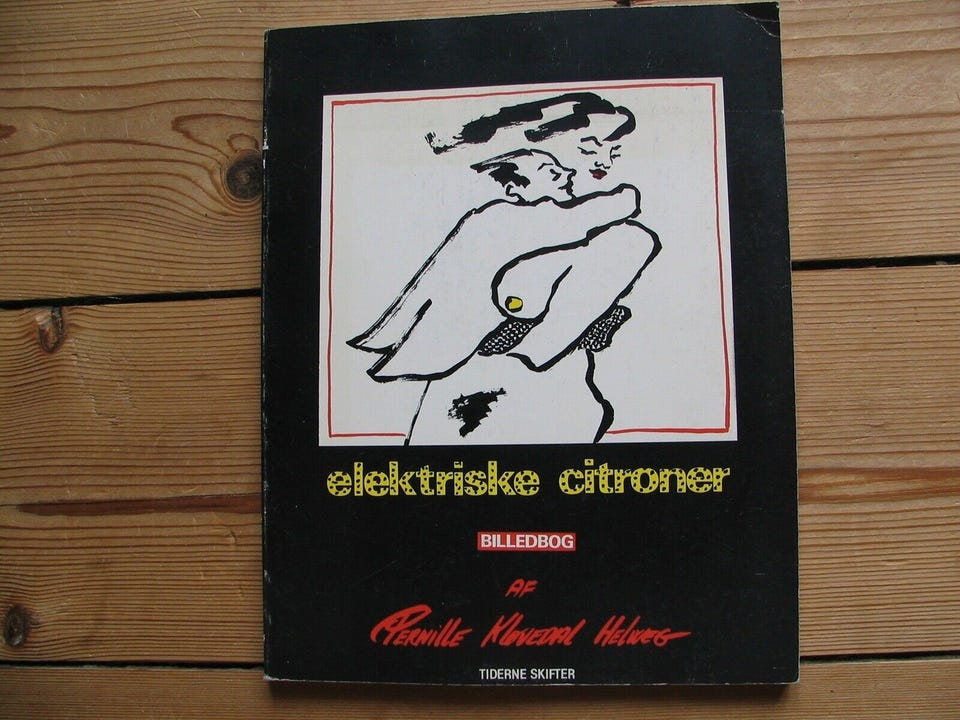 elektriske citroner
BILLEDBOG
AF
PERNILLE KLØVEDAL HELWEG
TIDERNE SKIFTER